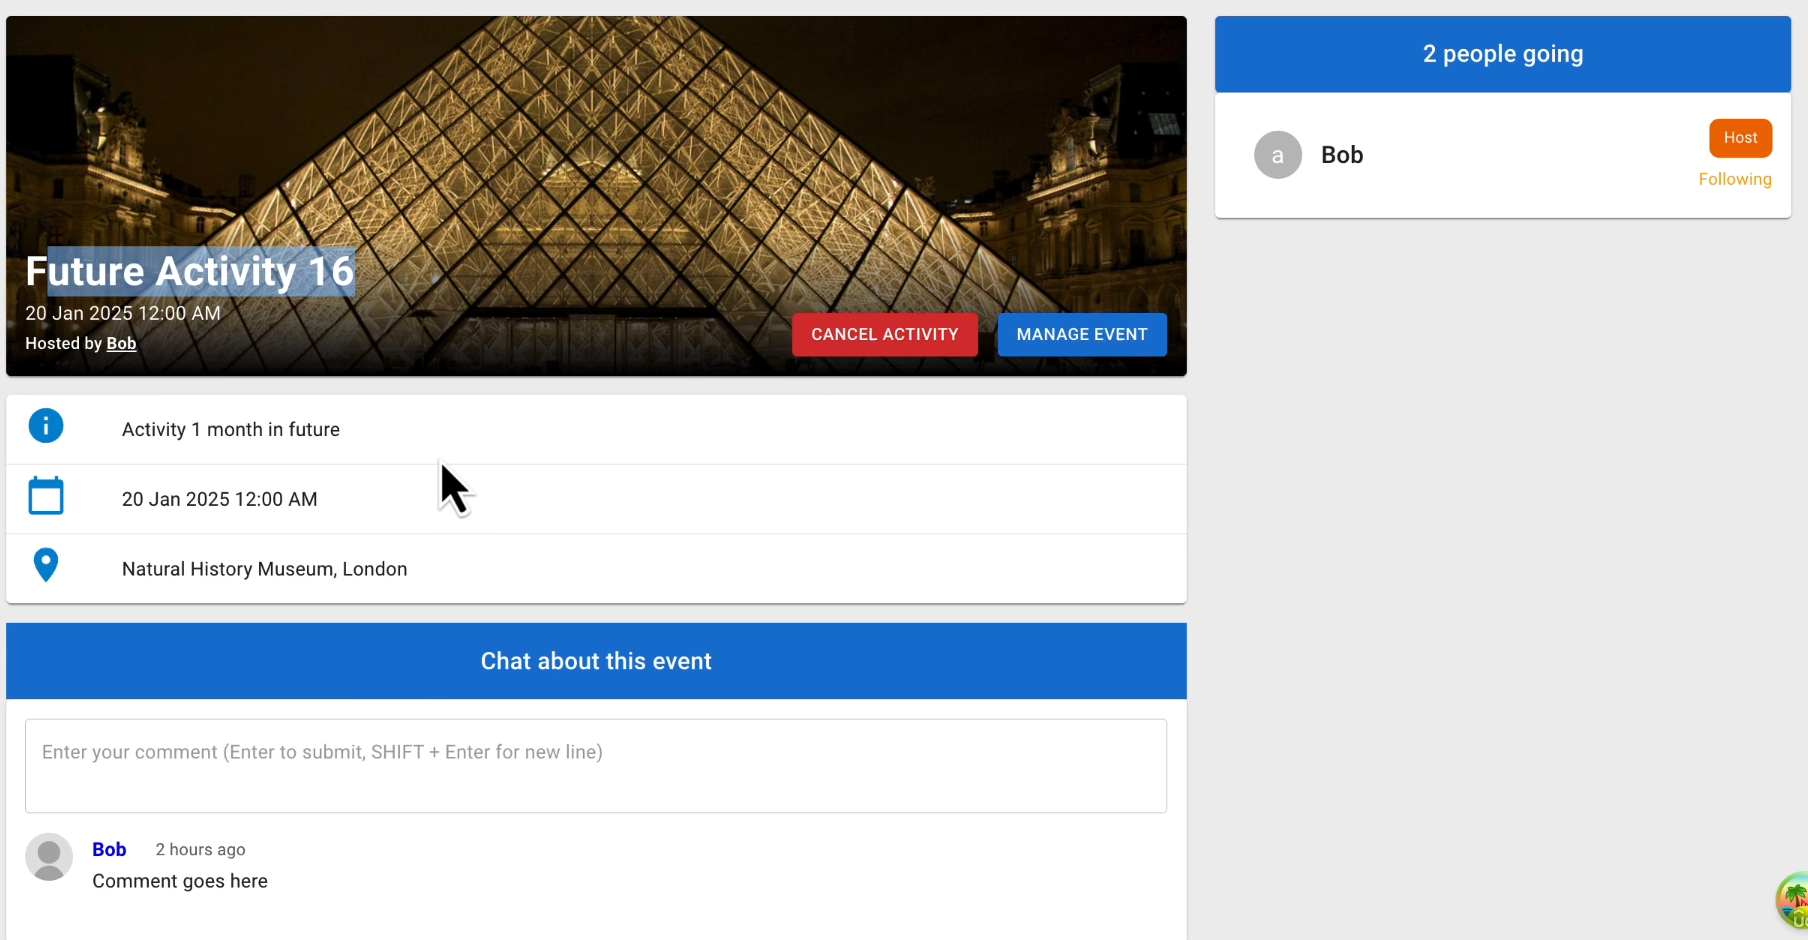 Future Activity 16
20 Jan 2025 12:00 AM
Hosted by Bob
CANCEL ACTIVITY
MANAGE EVENT
Activity 1 month in future
20 Jan 2025 12:00 AM
Natural History Museum, London
Chat about this event
Enter your comment (Enter to submit, SHIFT + Enter for new line)
Bob 2 hours ago
Comment goes here
2 people going
a Bob
Host
Following